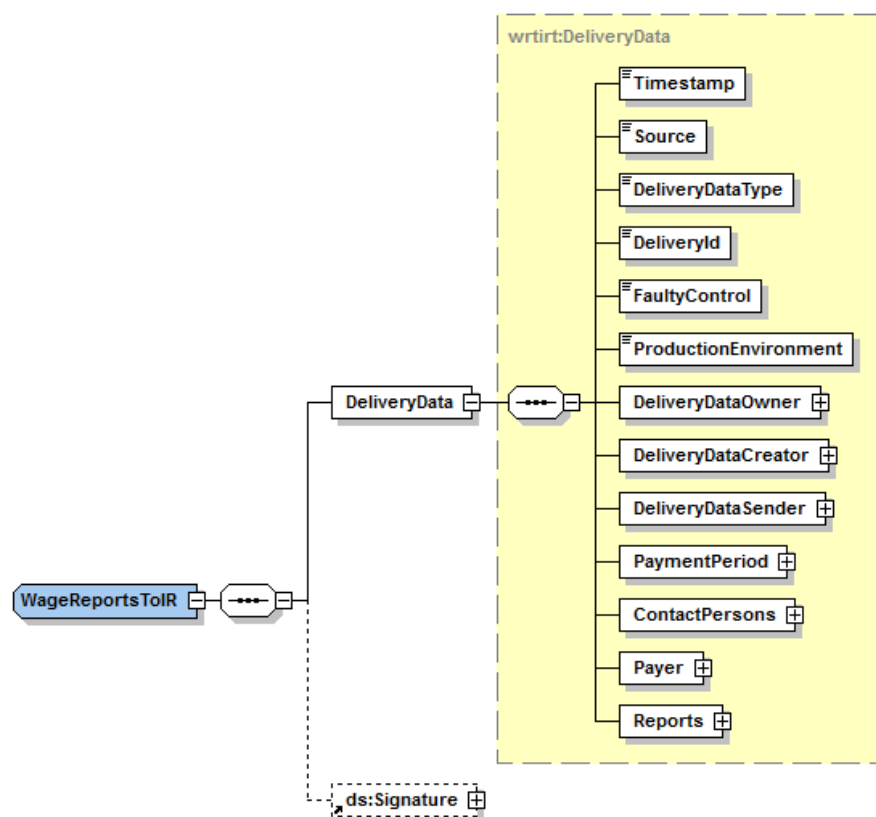 wrtirt:DeliveryData
Timestamp
Source
DeliveryDataType
DeliveryId
FaultyControl
ProductionEnvironment
DeliveryData
DeliveryDataOwner
DeliveryDataCreator
DeliveryDataSender
PaymentPeriod
WageReportsToIR
ContactPersons
Payer
Reports
ds:Signature